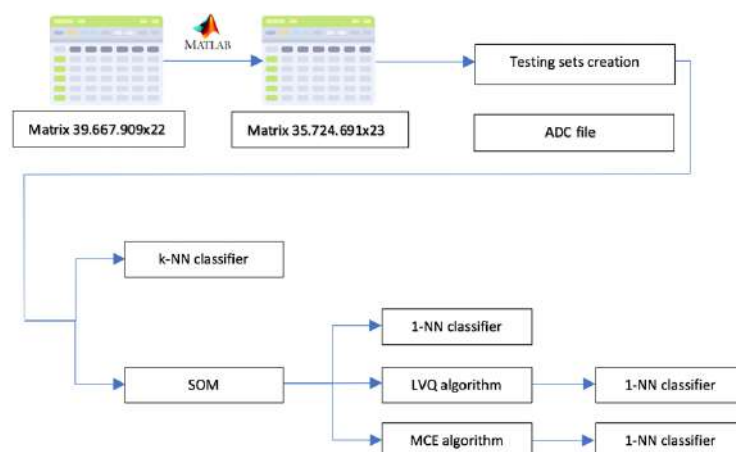 MATLAB
Testing sets creation
Matrix 39.667.909x22
Matrix 35.724.691x23
ADC file
k-NN classifier
1-NN classifier
SOM
LVQ algorithm
1-NN classifier
MCE algorithm
1-NN classifier